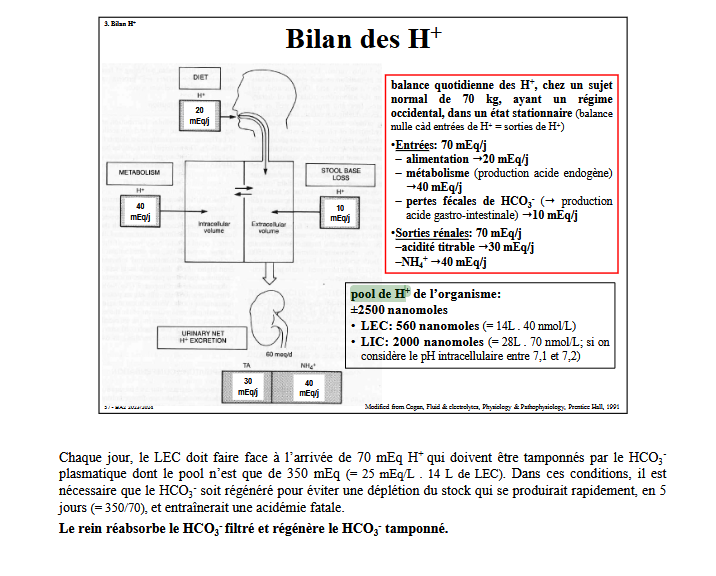 3. Bilan H⁺
Bilan des H⁺
DIET
H⁺
20
mEq/j
METABOLISM
H⁺
40
mEq/j
STOOL BASE
LOSS
H⁺
10
mEq/j
Intracellular
volume
Extracellular
volume
URINARY NET
H⁺ EXCRETION
60 meq/d
TA
NH₄⁺
30
mEq/j
40
mEq/j
balance quotidienne des H⁺, chez un sujet
normal de 70 kg, ayant un régime
occidental, dans un état stationnaire (balance
nulle càd entrées de H⁺ = sorties de H⁺)
•Entrées: 70 mEq/j
– alimentation →20 mEq/j
– métabolisme (production acide endogène)
→40 mEq/j
– pertes fécales de HCO₃⁻ (→ production
acide gastro-intestinale) →10 mEq/j
•Sorties rénales: 70 mEq/j
–acidité titrable →30 mEq/j
–NH₄⁺ →40 mEq/j
pool de H⁺ de l’organisme:
±2500 nanomoles
• LEC: 560 nanomoles (= 14L . 40 nmol/L)
• LIC: 2000 nanomoles (= 28L . 70 nmol/L; si on
considère le pH intracellulaire entre 7,1 et 7,2)
Modified from Cogan, Fluid & electrolytes, Physiology & Pathophysiology, Prentice Hall, 1991
Chaque jour, le LEC doit faire face à l’arrivée de 70 mEq H⁺ qui doivent être tamponnés par le HCO₃⁻
plasmatique dont le pool n’est que de 350 mEq (= 25 mEq/L . 14 L de LEC). Dans ces conditions, il est
nécessaire que le HCO₃⁻ soit régénéré pour éviter une déplétion du stock qui se produirait rapidement, en 5
jours (= 350/70), et entraînerait une acidémie fatale.
Le rein réabsorbe le HCO₃⁻ filtré et régénère le HCO₃⁻ tamponné.